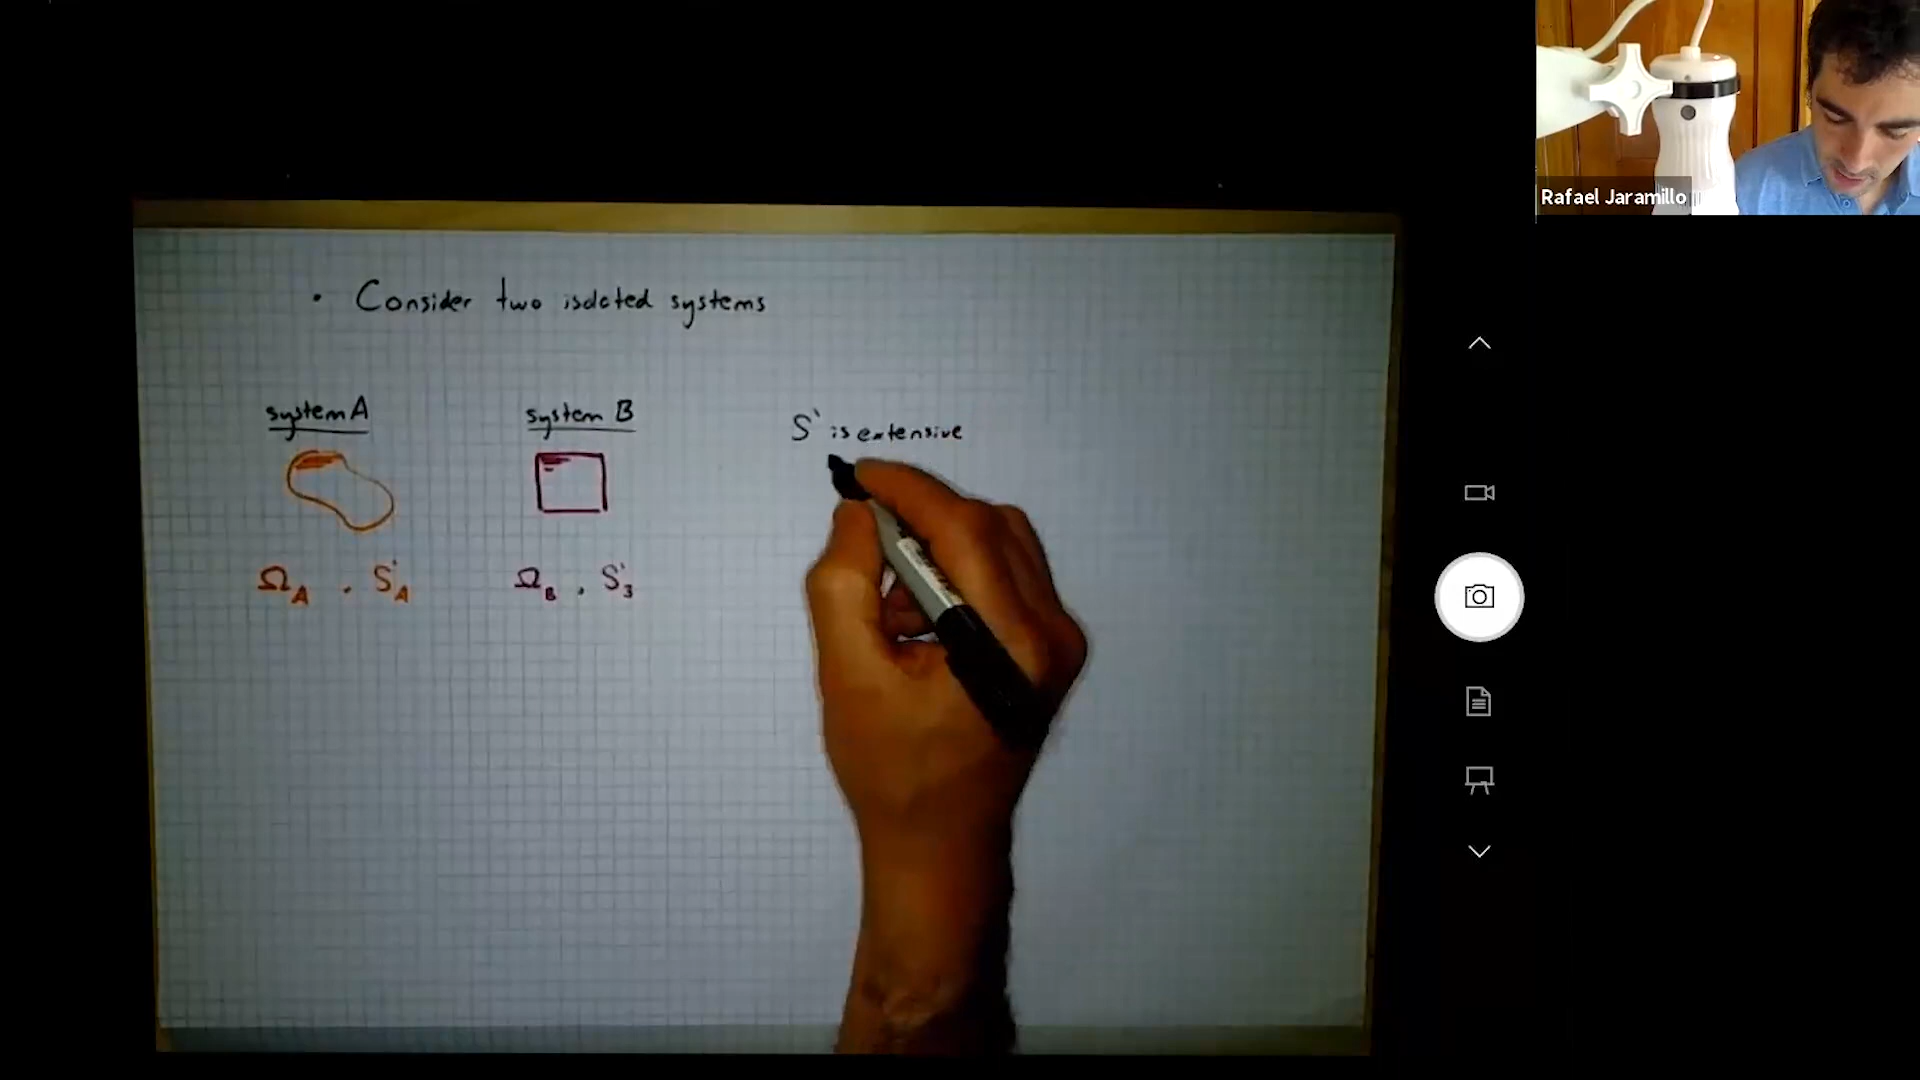 Rafael Jaramillo
• Consider two isolated systems
system A
system B
S' is extensive
Ω_A , S'_A
Ω_B , S'_B